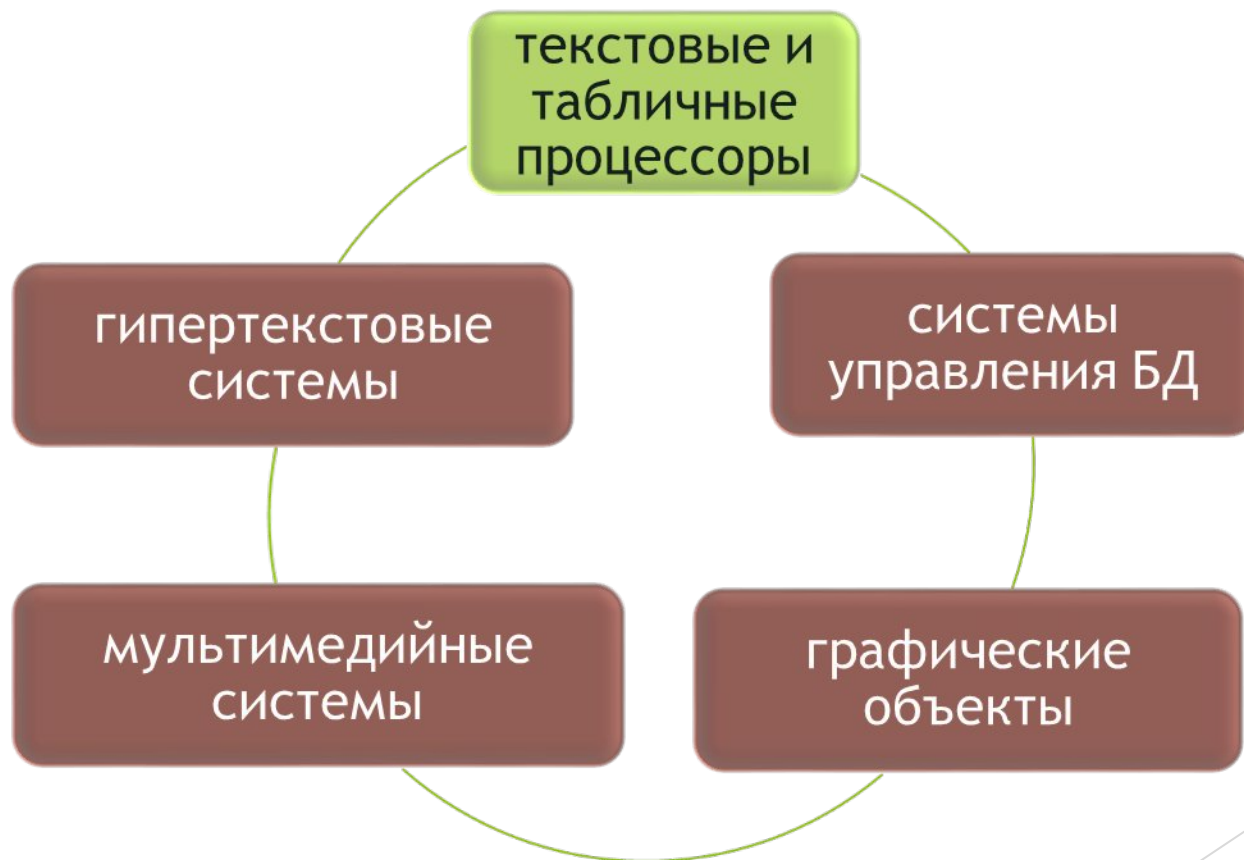 текстовые и
табличные
процессоры
гипертекстовые
системы
системы
управления БД
мультимедийные
системы
графические
объекты